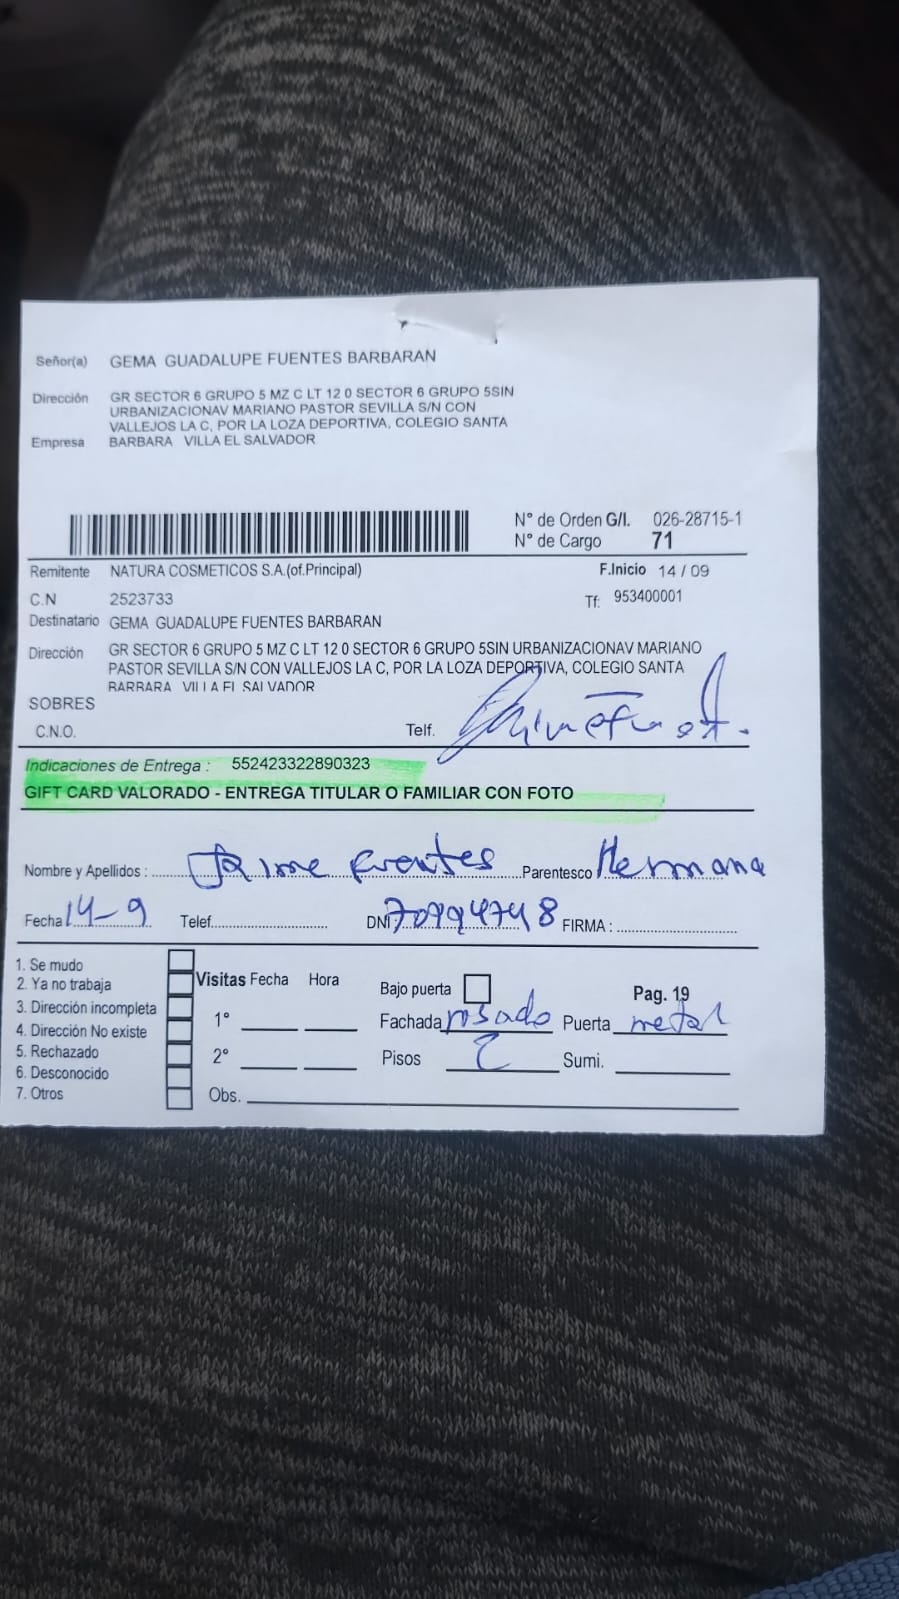 Señor(a) GEMA GUADALUPE FUENTES BARBARAN
Dirección GR SECTOR 6 GRUPO 5 MZ C LT 12 0 SECTOR 6 GRUPO 5SIN
URBANIZACIONAV MARIANO PASTOR SEVILLA S/N CON
VALLEJOS LA C, POR LA LOZA DEPORTIVA, COLEGIO SANTA
Empresa BARBARA VILLA EL SALVADOR
N° de Orden G/I. 026-28715-1
N° de Cargo 71
Remitente NATURA COSMETICOS S.A.(of.Principal) F.Inicio 14 / 09
C.N 2523733 Tf: 953400001
Destinatario GEMA GUADALUPE FUENTES BARBARAN
Dirección GR SECTOR 6 GRUPO 5 MZ C LT 12 0 SECTOR 6 GRUPO 5SIN URBANIZACIONAV MARIANO
PASTOR SEVILLA S/N CON VALLEJOS LA C, POR LA LOZA DEPORTIVA, COLEGIO SANTA
BARBARA VILLA EL SALVADOR
SOBRES
C.N.O. Telf.
Indicaciones de Entrega : 552423322890323
GIFT CARD VALORADO - ENTREGA TITULAR O FAMILIAR CON FOTO
Nombre y Apellidos : Jaime Fuentes Parentesco Hermana
Fecha 14-9 Telef. DNI : FIRMA :
1. Se mudo
2. Ya no trabaja Visitas Fecha Hora Bajo puerta Pag. 19
3. Dirección incompleta
4. Dirección No existe 1° Fachada rosado Puerta metal
5. Rechazado 2° Pisos 2 Sumi.
6. Desconocido
7. Otros Obs.